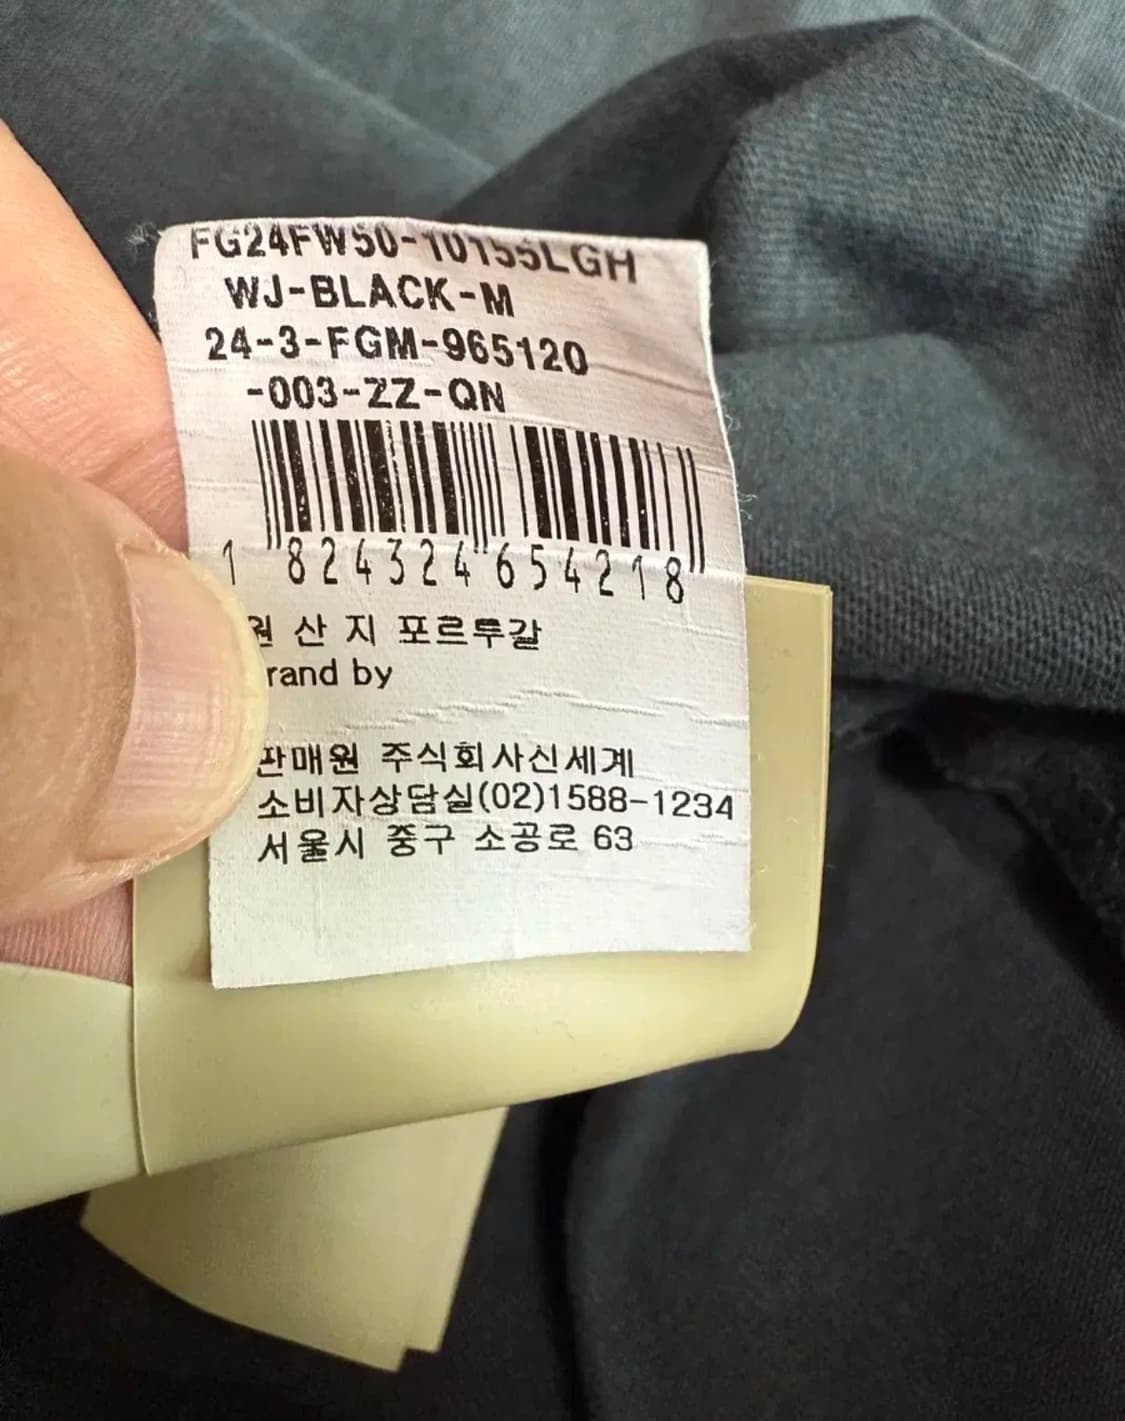 FG24FW50-10155LGH
WJ-BLACK-M
24-3-FGM-965120
-003-ZZ-QN
1 824324 654218
원 산 지 포르투갈
rand by
판매원 주식회사신세계
소비자상담실(02)1588-1234
서울시 중구 소공로 63